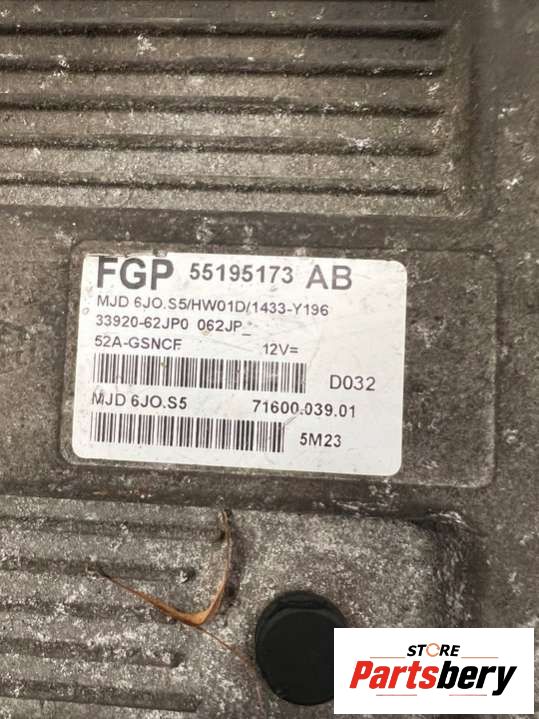 FGP 55195173 AB
MJD 6JO.S5/HW01D/1433-Y196
33920-62JP0 062JP_
52A-GSNCF 12V=
D032
MJD 6JO.S5 71600.039.01
5M23
STORE
Partsbery